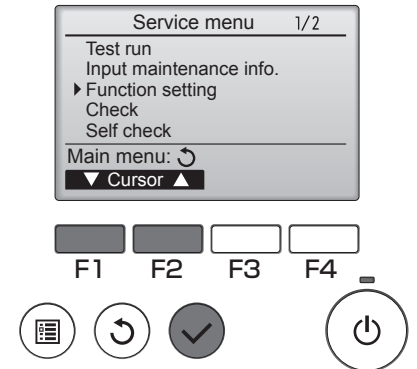 Service menu 1/2
Test run
Input maintenance info.
Function setting
Check
Self check
Main menu:
Cursor
F1 F2 F3 F4